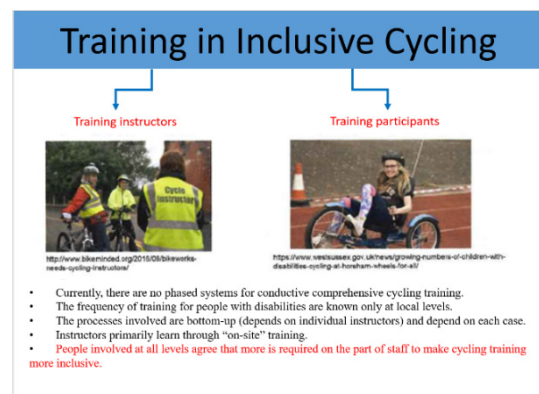 Training in Inclusive Cycling
Training instructors
Training participants
Cycle
Instructor
http://www.bikeminded.org/2016/09/bikeworks-
needs-cycling-instructors/
https://www.westsussex.gov.uk/news/growing-numbers-of-children-with-
disabilities-cycling-at-horsham-wheels-for-all/
• Currently, there are no phased systems for conductive comprehensive cycling training.
• The frequency of training for people with disabilities are known only at local levels.
• The processes involved are bottom-up (depends on individual instructors) and depend on each case.
• Instructors primarily learn through “on-site” training.
• People involved at all levels agree that more is required on the part of staff to make cycling training
more inclusive.